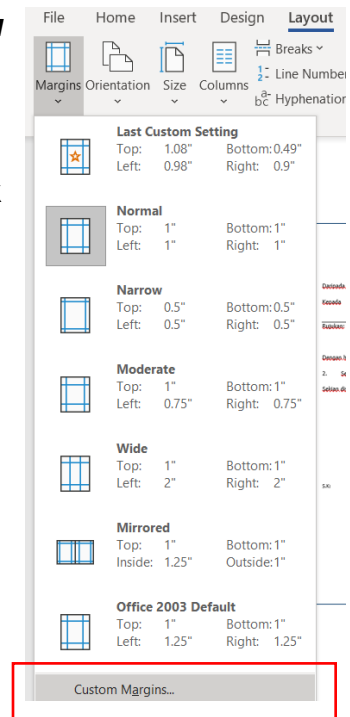 File Home Insert Design Layout
Breaks
Line Number
Margins Orientation Size Columns Hyphenation
Last Custom Setting
Top: 1.08" Bottom: 0.49"
Left: 0.98" Right: 0.9"
Normal
Top: 1" Bottom: 1"
Left: 1" Right: 1"
Narrow
Top: 0.5" Bottom: 0.5"
Left: 0.5" Right: 0.5"
Moderate
Top: 1" Bottom: 1"
Left: 0.75" Right: 0.75"
Wide
Top: 1" Bottom: 1"
Left: 2" Right: 2"
Mirrored
Top: 1" Bottom: 1"
Inside: 1.25" Outside: 1"
Office 2003 Default
Top: 1" Bottom: 1"
Left: 1.25" Right: 1.25"
Custom Margins...
Daripada
Kepada
Rujukan:
Dengan
2.
Sekian